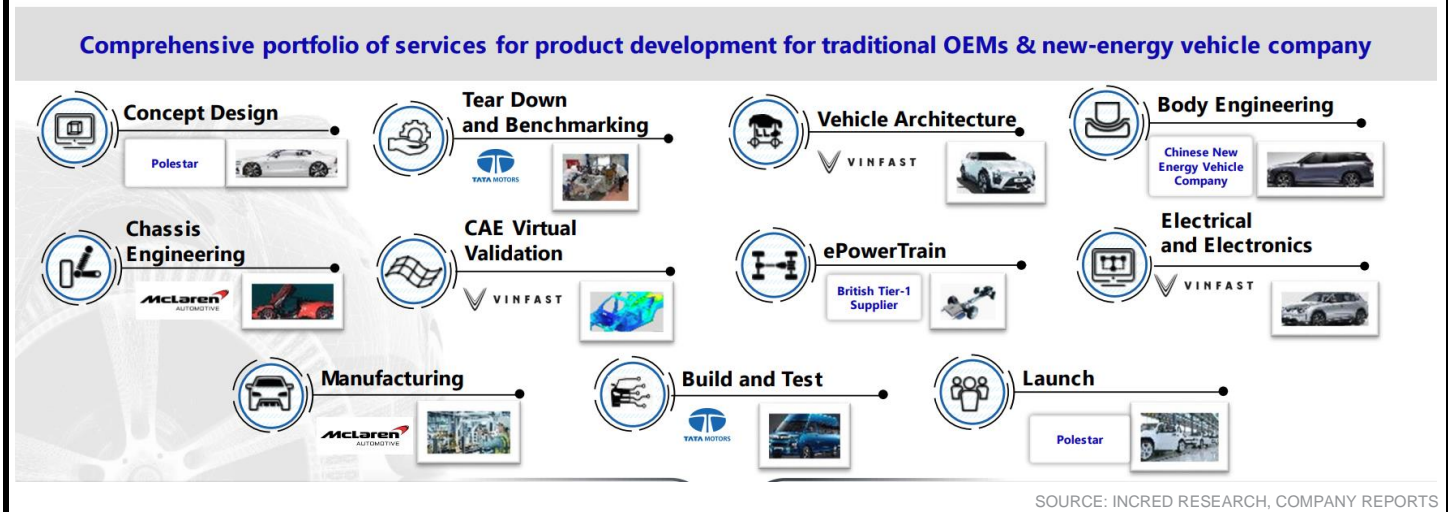 Comprehensive portfolio of services for product development for traditional OEMs & new-energy vehicle company
Concept Design
Polestar
Tear Down
and Benchmarking
TATA MOTORS
Vehicle Architecture
VINFAST
Body Engineering
Chinese New
Energy Vehicle
Company
Chassis
Engineering
McLaren
AUTOMOTIVE
CAE Virtual
Validation
VINFAST
ePowerTrain
British Tier-1
Supplier
Electrical
and Electronics
VINFAST
Manufacturing
McLaren
AUTOMOTIVE
Build and Test
TATA MOTORS
Launch
Polestar
SOURCE: INCRED RESEARCH, COMPANY REPORTS